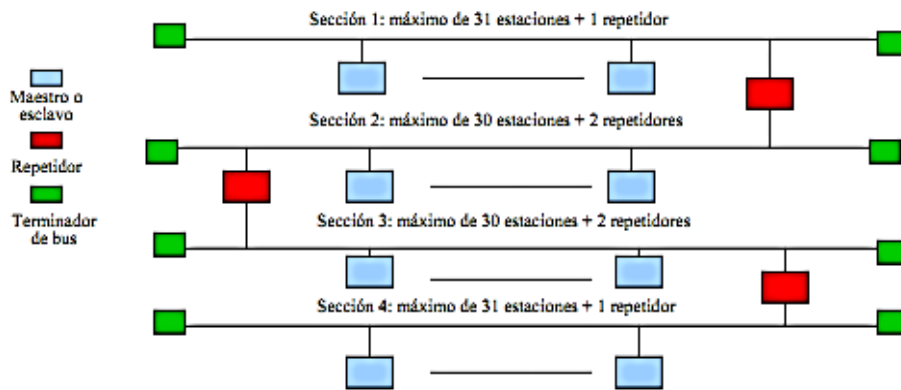 Sección 1: máximo de 31 estaciones + 1 repetidor
Maestro o
esclavo
Repetidor
Terminador
de bus
Sección 2: máximo de 30 estaciones + 2 repetidores
Sección 3: máximo de 30 estaciones + 2 repetidores
Sección 4: máximo de 31 estaciones + 1 repetidor